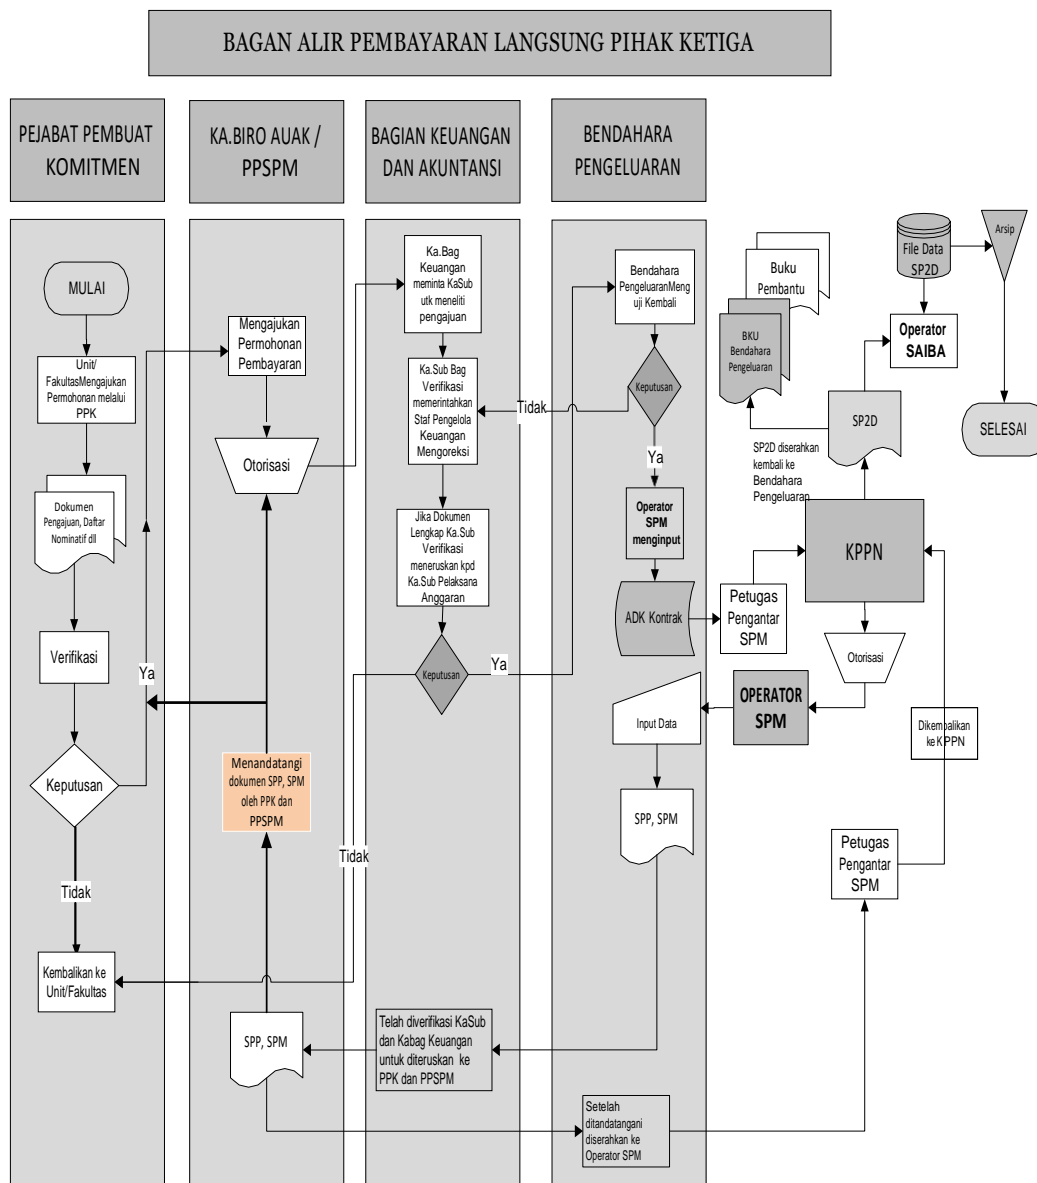 BAGAN ALIR PEMBAYARAN LANGSUNG PIHAK KETIGA
PEJABAT PEMBUAT
KOMITMEN
KA.BIRO AUAK /
PPSPM
BAGIAN KEUANGAN
DAN AKUNTANSI
BENDAHARA
PENGELUARAN
MULAI
Unit/
FakultasMengajukan
Permohonan melalui
PPK
Dokumen
Pengajuan, Daftar
Nominatif dll
Verifikasi
Ya
Keputusan
Tidak
Kembalikan ke
Unit/Fakultas
Mengajukan
Permohonan
Pembayaran
Otorisasi
Menandatangi
dokumen SPP, SPM
oleh PPK dan
PPSPM
SPP, SPM
Ka.Bag
Keuangan
meminta KaSub
utk meneliti
pengajuan
Ka.Sub Bag
Verifikasi
memerintahkan
Staf Pengelola
Keuangan
Mengoreksi
Jika Dokumen
Lengkap Ka.Sub
Verifikasi
meneruskan kpd
Ka.Sub Pelaksana
Anggaran
Keputusan
Ya
Tidak
Telah diverifikasi KaSub
dan Kabag Keuangan
untuk diteruskan ke
PPK dan PPSPM
Bendahara
PengeluaranMeng
uji Kembali
Keputusan
Tidak
Ya
Operator
SPM
menginput
ADK Kontrak
Input Data
SPP, SPM
Setelah
ditandatangani
diserahkan ke
Operator SPM
Buku
Pembantu
BKU
Bendahara
Pengeluaran
File Data
SP2D
Arsip
Operator
SAIBA
SP2D
SELESAI
SP2D diserahkan
kembali ke
Bendahara
Pengeluaran
KPPN
Petugas
Pengantar
SPM
Otorisasi
OPERATOR
SPM
Dikembalikan
ke KPPN
Petugas
Pengantar
SPM